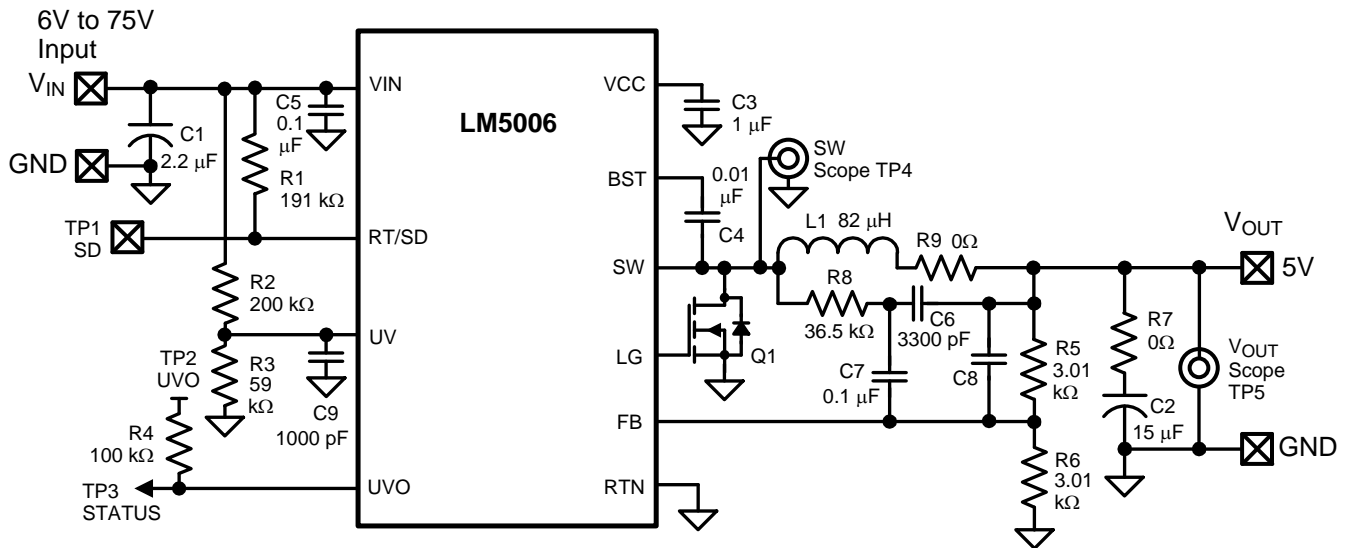 6V to 75V
Input
VIN
GND
C1
2.2 μF
C5
0.1
μF
R1
191 kΩ
TP1
SD
R2
200 kΩ
TP2
UVO
R3
59
kΩ
C9
1000 pF
R4
100 kΩ
TP3
STATUS
VIN
RT/SD
UV
UVO
LM5006
VCC
BST
SW
LG
FB
RTN
C3
1 μF
0.01
μF
C4
SW
Scope TP4
L1 82 μH
R9 0Ω
R8
36.5 kΩ
C6
3300 pF
Q1
C7
0.1 μF
C8
R5
3.01
kΩ
R6
3.01
kΩ
R7
0Ω
C2
15 μF
VOUT
5V
VOUT
Scope
TP5
GND